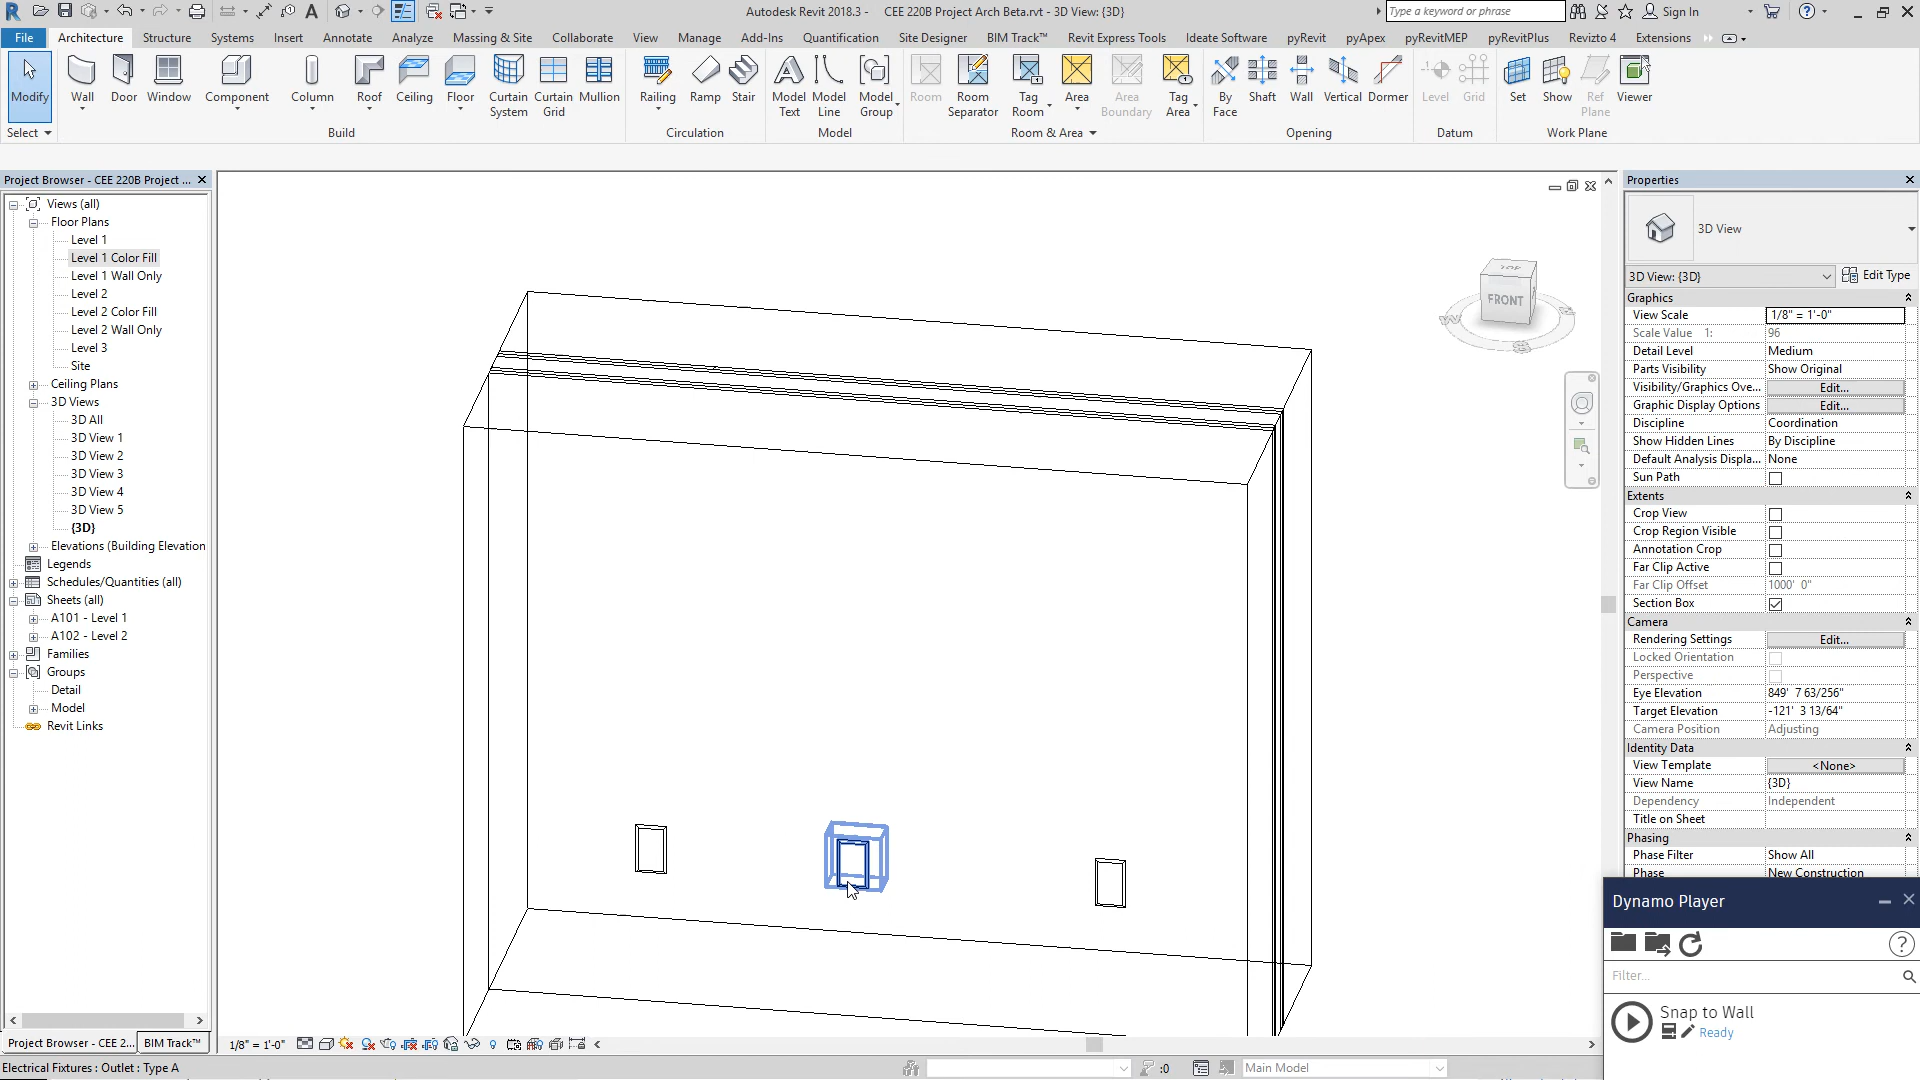 Autodesk Revit 2018.3 - CEE 220B Project Arch Beta.rvt - 3D View: {3D}
Type a keyword or phrase
Sign In
File Architecture Structure Systems Insert Annotate Analyze Massing & Site Collaborate View Manage Add-Ins Quantification Site Designer BIM Track™ Revit Express Tools Ideate Software pyRevit pyApex pyRevitMEP pyRevitPlus Revizto 4 Extensions
Modify Wall Door Window Component Column Roof Ceiling Floor Curtain System Curtain Grid Mullion Railing Ramp Stair Model Text Model Line Model Group Room Room Separator Tag Room Area Area Boundary Tag Area By Face Shaft Wall Vertical Dormer Level Grid Set Show Ref Plane Viewer
Select Build Circulation Model Room & Area Opening Datum Work Plane
Project Browser - CEE 220B Project ...
Views (all)
Floor Plans
Level 1
Level 1 Color Fill
Level 1 Wall Only
Level 2
Level 2 Color Fill
Level 2 Wall Only
Level 3
Site
Ceiling Plans
3D Views
3D All
3D View 1
3D View 2
3D View 3
3D View 4
3D View 5
{3D}
Elevations (Building Elevation
Legends
Schedules/Quantities (all)
Sheets (all)
A101 - Level 1
A102 - Level 2
Families
Groups
Detail
Model
Revit Links
Project Browser - CEE 2... BIM Track™
TOP
FRONT
W
S
1/8" = 1'-0"
Electrical Fixtures : Outlet : Type A
:0
Main Model
Properties
3D View
3D View: {3D} Edit Type
Graphics
View Scale 1/8" = 1'-0"
Scale Value 1: 96
Detail Level Medium
Parts Visibility Show Original
Visibility/Graphics Ove... Edit...
Graphic Display Options Edit...
Discipline Coordination
Show Hidden Lines By Discipline
Default Analysis Displa... None
Sun Path
Extents
Crop View
Crop Region Visible
Annotation Crop
Far Clip Active
Far Clip Offset 1000' 0"
Section Box
Camera
Rendering Settings Edit...
Locked Orientation
Perspective
Eye Elevation 849' 7 63/256"
Target Elevation -121' 3 13/64"
Camera Position Adjusting
Identity Data
View Template <None>
View Name {3D}
Dependency Independent
Title on Sheet
Phasing
Phase Filter Show All
Phase New Construction
Dynamo Player
Filter...
Snap to Wall
Ready